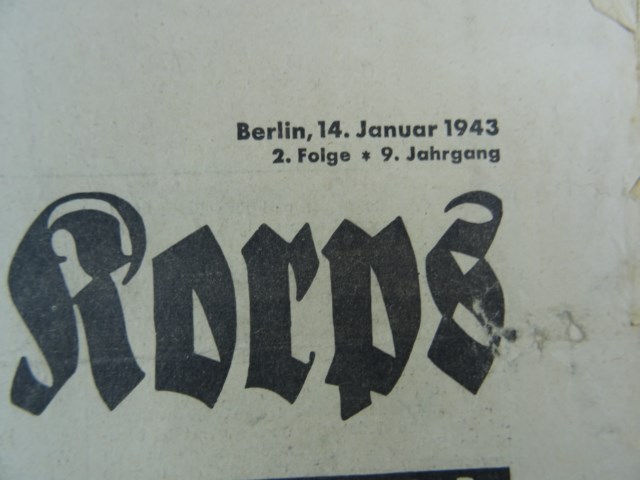 Berlin, 14. Januar 1943
2. Folge * 9. Jahrgang
Korps